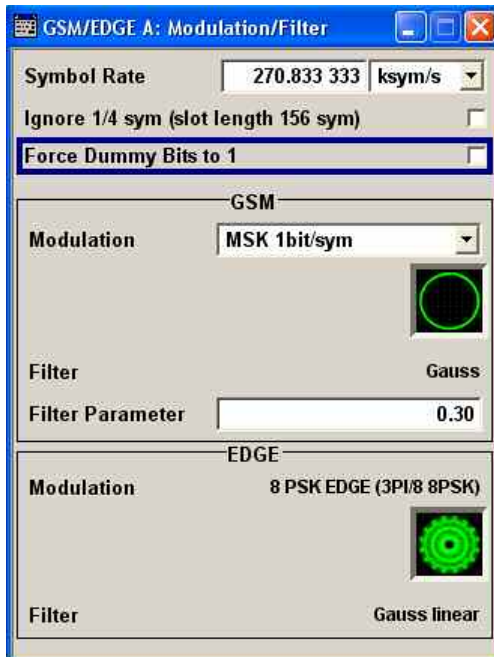 GSM/EDGE A: Modulation/Filter
Symbol Rate 270.833 333 ksym/s
Ignore 1/4 sym (slot length 156 sym)
Force Dummy Bits to 1
GSM
Modulation MSK 1bit/sym
Filter Gauss
Filter Parameter 0.30
EDGE
Modulation 8 PSK EDGE (3PI/8 8PSK)
Filter Gauss linear